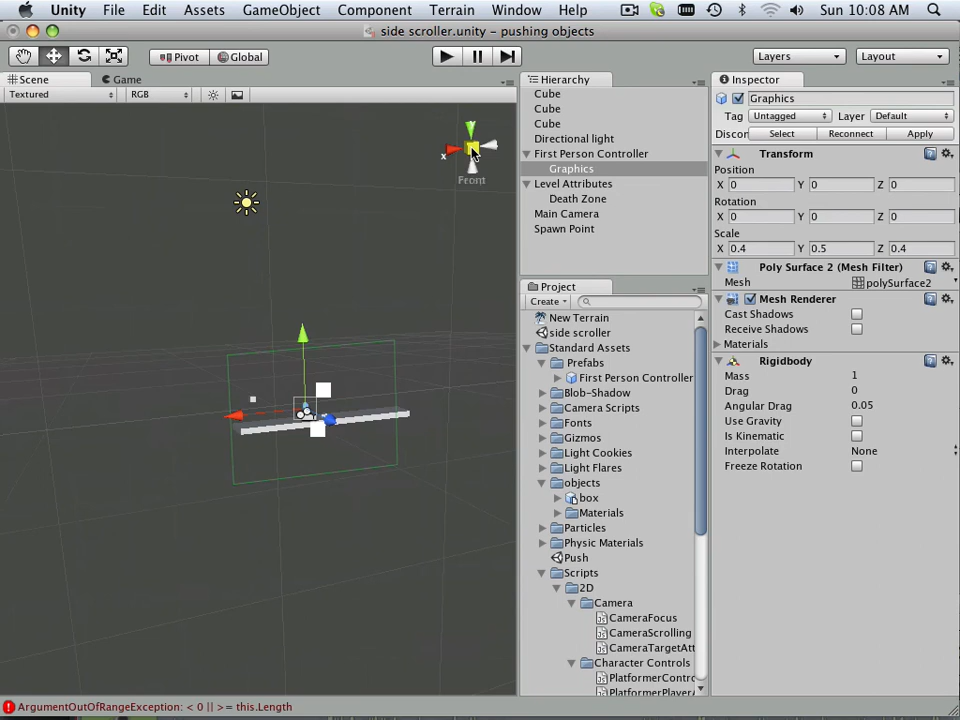 Unity File Edit Assets GameObject Component Terrain Window Help Sun 10:08 AM
side scroller.unity - pushing objects
Pivot Global Layers Layout
Scene Game
Textured RGB
y
x
Front
Hierarchy
Cube
Cube
Cube
Directional light
First Person Controller
Graphics
Level Attributes
Death Zone
Main Camera
Spawn Point
Project
Create
New Terrain
side scroller
Standard Assets
Prefabs
First Person Controller
Blob-Shadow
Camera Scripts
Fonts
Gizmos
Light Cookies
Light Flares
objects
box
Materials
Particles
Physic Materials
Push
Scripts
2D
Camera
CameraFocus
CameraScrolling
CameraTargetAtt
Character Controls
PlatformerContro
PlatformerPlayer
Inspector
Graphics
Tag Untagged Layer Default
Discon Select Reconnect Apply
Transform
Position
X 0 Y 0 Z 0
Rotation
X 0 Y 0 Z 0
Scale
X 0.4 Y 0.5 Z 0.4
Poly Surface 2 (Mesh Filter)
Mesh polySurface2
Mesh Renderer
Cast Shadows
Receive Shadows
Materials
Rigidbody
Mass 1
Drag 0
Angular Drag 0.05
Use Gravity
Is Kinematic
Interpolate None
Freeze Rotation
ArgumentOutOfRangeException: < 0 || >= this.Length